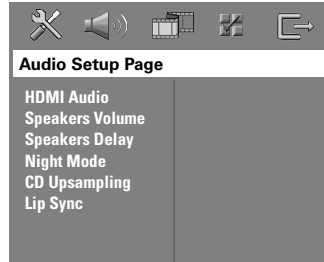 Audio Setup Page
HDMI Audio
Speakers Volume
Speakers Delay
Night Mode
CD Upsampling
Lip Sync